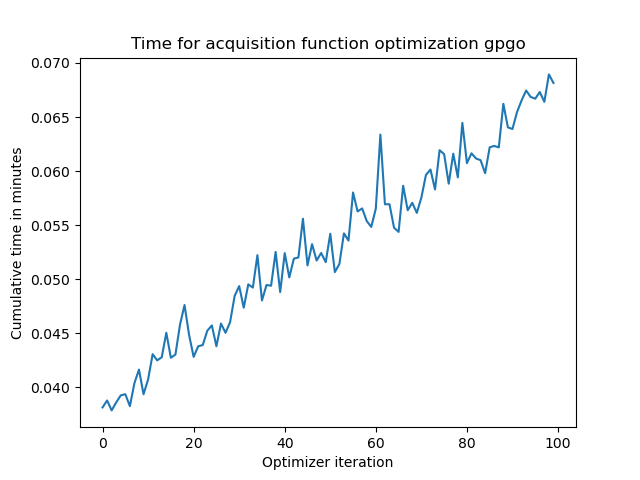 Time for acquisition function optimization gpgo
0.070
0.065
0.060
0.055
0.050
0.045
0.040
Cumulative time in minutes
0 20 40 60 80 100
Optimizer iteration